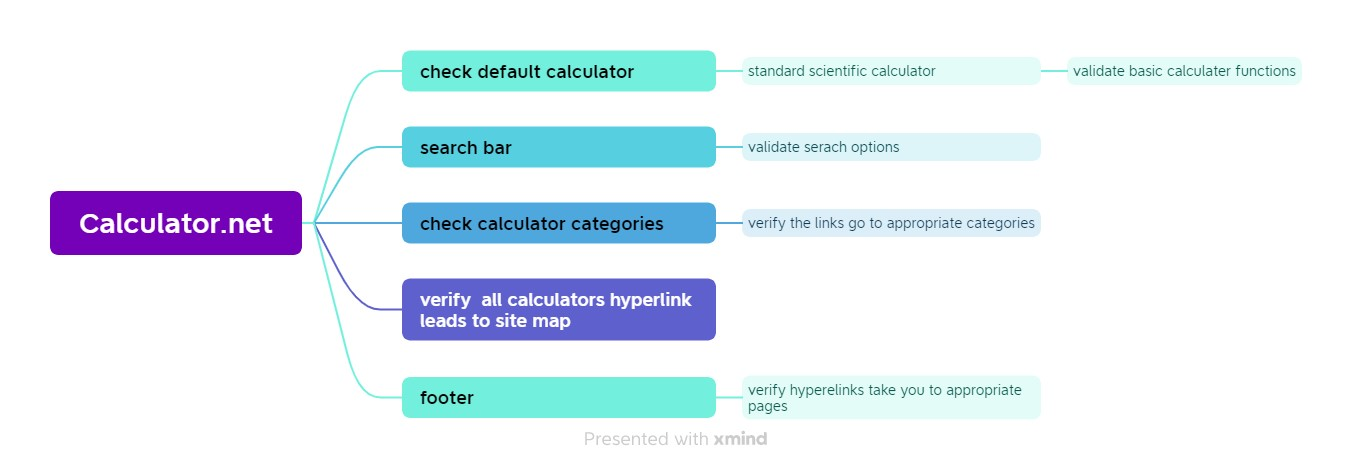 check default calculator
standard scientific calculator
validate basic calculater functions
search bar
validate serach options
Calculator.net
check calculator categories
verify the links go to appropriate categories
verify  all calculators hyperlink
leads to site map
footer
verify hyperelinks take you to appropriate
pages
Presented with xmind